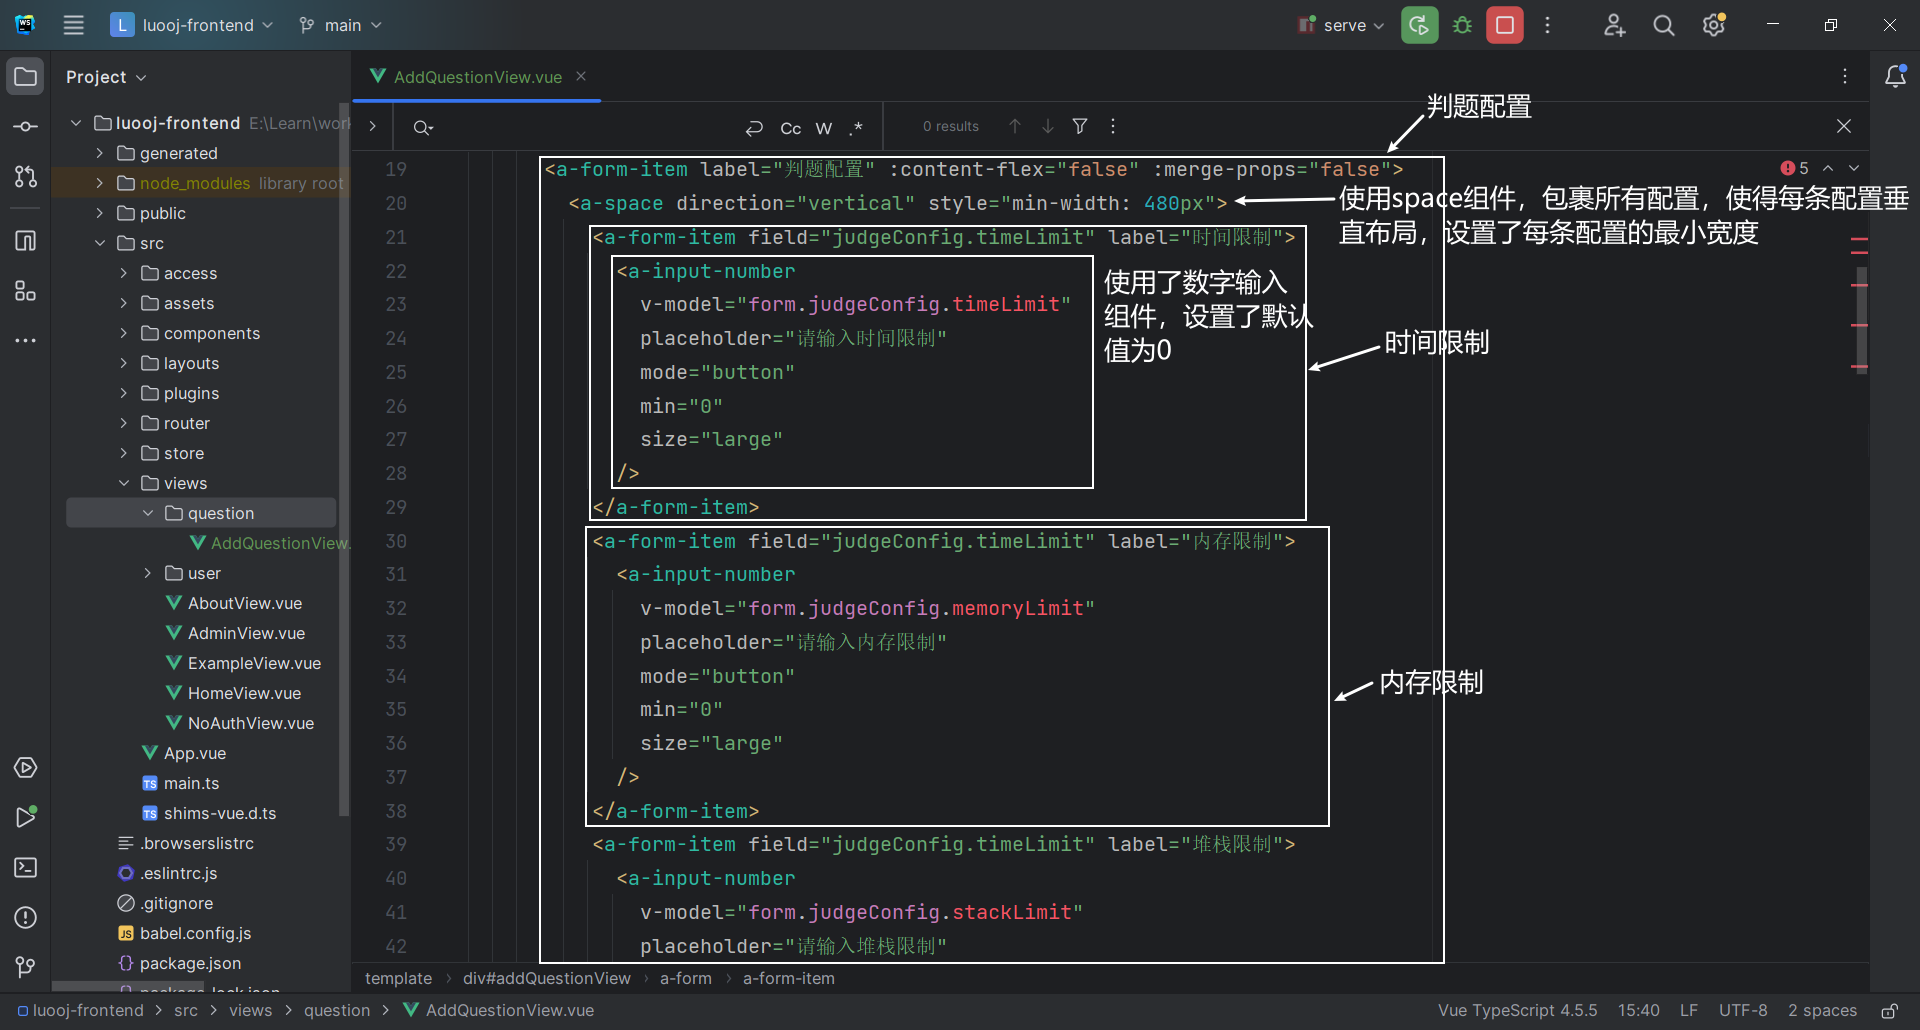 L luooj-frontend main serve
Project
AddQuestionView.vue
luooj-frontend E:\Learn\work
generated
node_modules library root
public
src
access
assets
components
layouts
plugins
router
store
views
question
AddQuestionView.
user
AboutView.vue
AdminView.vue
ExampleView.vue
HomeView.vue
NoAuthView.vue
App.vue
TS main.ts
TS shims-vue.d.ts
.browserslistrc
.eslintrc.js
.gitignore
JS babel.config.js
package.json
Cc W .* 0 results
5
判题配置
19 <a-form-item label="判题配置" :content-flex="false" :merge-props="false">
20 <a-space direction="vertical" style="min-width: 480px">
使用space组件，包裹所有配置，使得每条配置垂
直布局，设置了每条配置的最小宽度
21 <a-form-item field="judgeConfig.timeLimit" label="时间限制">
22 <a-input-number
23 v-model="form.judgeConfig.timeLimit"
24 placeholder="请输入时间限制"
25 mode="button"
26 min="0"
27 size="large"
28 />
29 </a-form-item>
使用了数字输入
组件，设置了默认
值为0
时间限制
30 <a-form-item field="judgeConfig.timeLimit" label="内存限制">
31 <a-input-number
32 v-model="form.judgeConfig.memoryLimit"
33 placeholder="请输入内存限制"
34 mode="button"
35 min="0"
36 size="large"
37 />
38 </a-form-item>
内存限制
39 <a-form-item field="judgeConfig.timeLimit" label="堆栈限制">
40 <a-input-number
41 v-model="form.judgeConfig.stackLimit"
42 placeholder="请输入堆栈限制"
template > div#addQuestionView > a-form > a-form-item
luooj-frontend > src > views > question > AddQuestionView.vue
Vue TypeScript 4.5.5 15:40 LF UTF-8 2 spaces